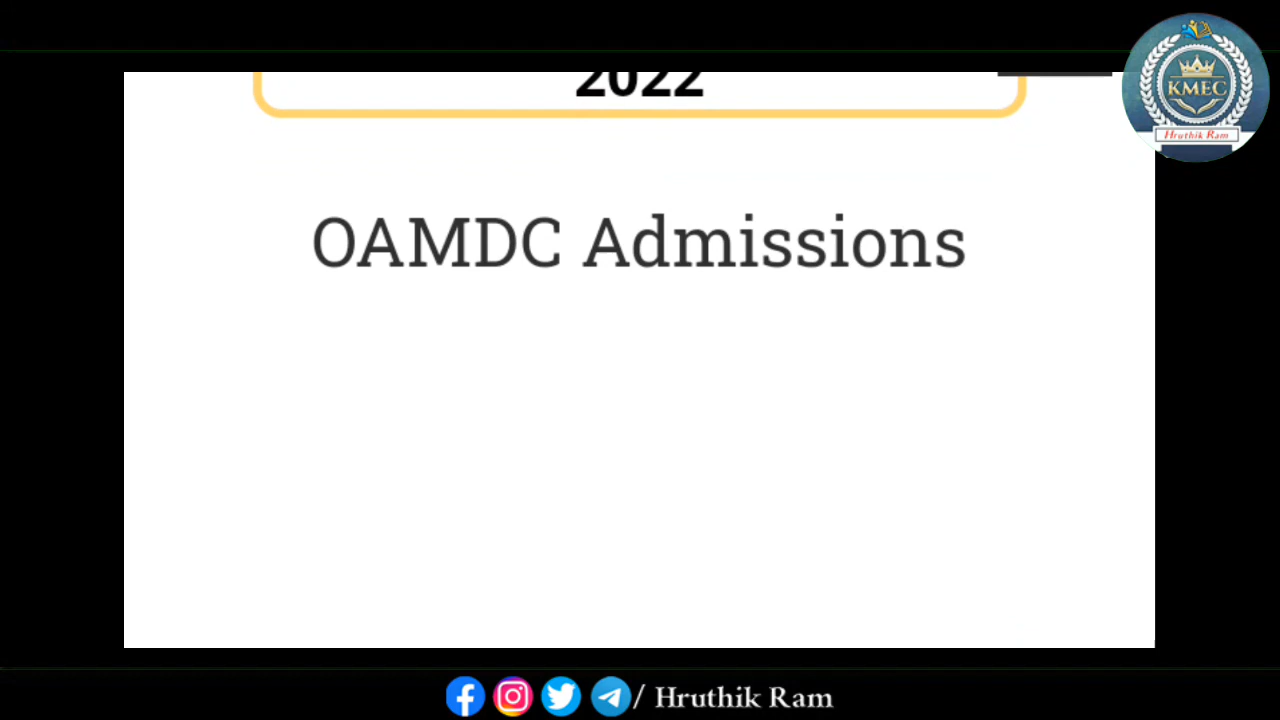 2022
KMEC
Hruthik Ram
OAMDC Admissions
/ Hruthik Ram